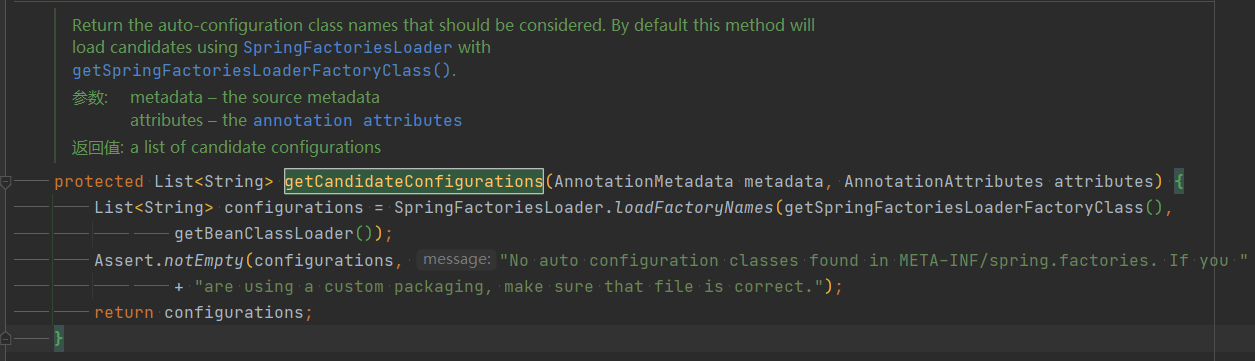 Return the auto-configuration class names that should be considered. By default this method will
load candidates using SpringFactoriesLoader with
getSpringFactoriesLoaderFactoryClass().
参数: metadata – the source metadata
attributes – the annotation attributes
返回值: a list of candidate configurations
protected List<String> getCandidateConfigurations(AnnotationMetadata metadata, AnnotationAttributes attributes) {
List<String> configurations = SpringFactoriesLoader.loadFactoryNames(getSpringFactoriesLoaderFactoryClass(),
getBeanClassLoader());
Assert.notEmpty(configurations, message: "No auto configuration classes found in META-INF/spring.factories. If you "
+ "are using a custom packaging, make sure that file is correct.");
return configurations;
}